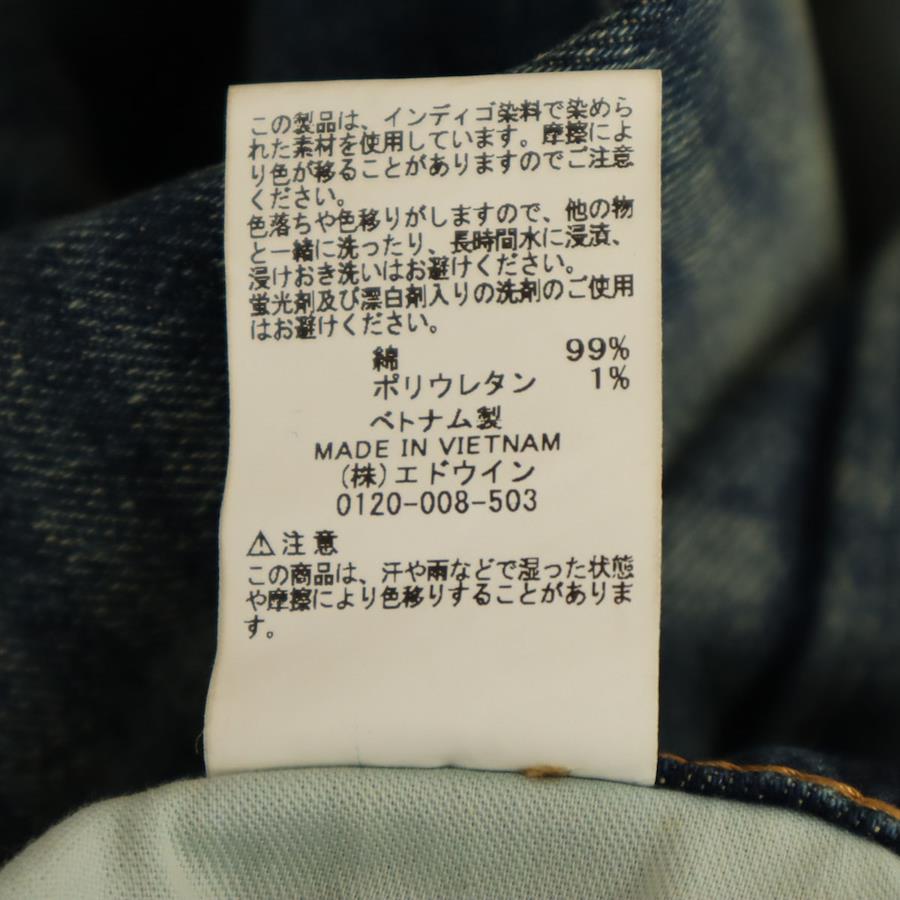 この製品は、インディゴ染料で染めら
れた素材を使用しています。摩擦によ
り色が移ることがありますのでご注意
ください。
色落ちや色移りがしますので、他の物
と一緒に洗ったり、長時間水に浸漬、
浸けおき洗いはお避けください。
蛍光剤及び漂白剤入りの洗剤のご使用
はお避けください。
綿 99%
ポリウレタン 1%
ベトナム製
MADE IN VIETNAM
(株)エドウイン
0120-008-503
⚠注意
この商品は、汗や雨などで湿った状態
や摩擦により色移りすることがありま
す。